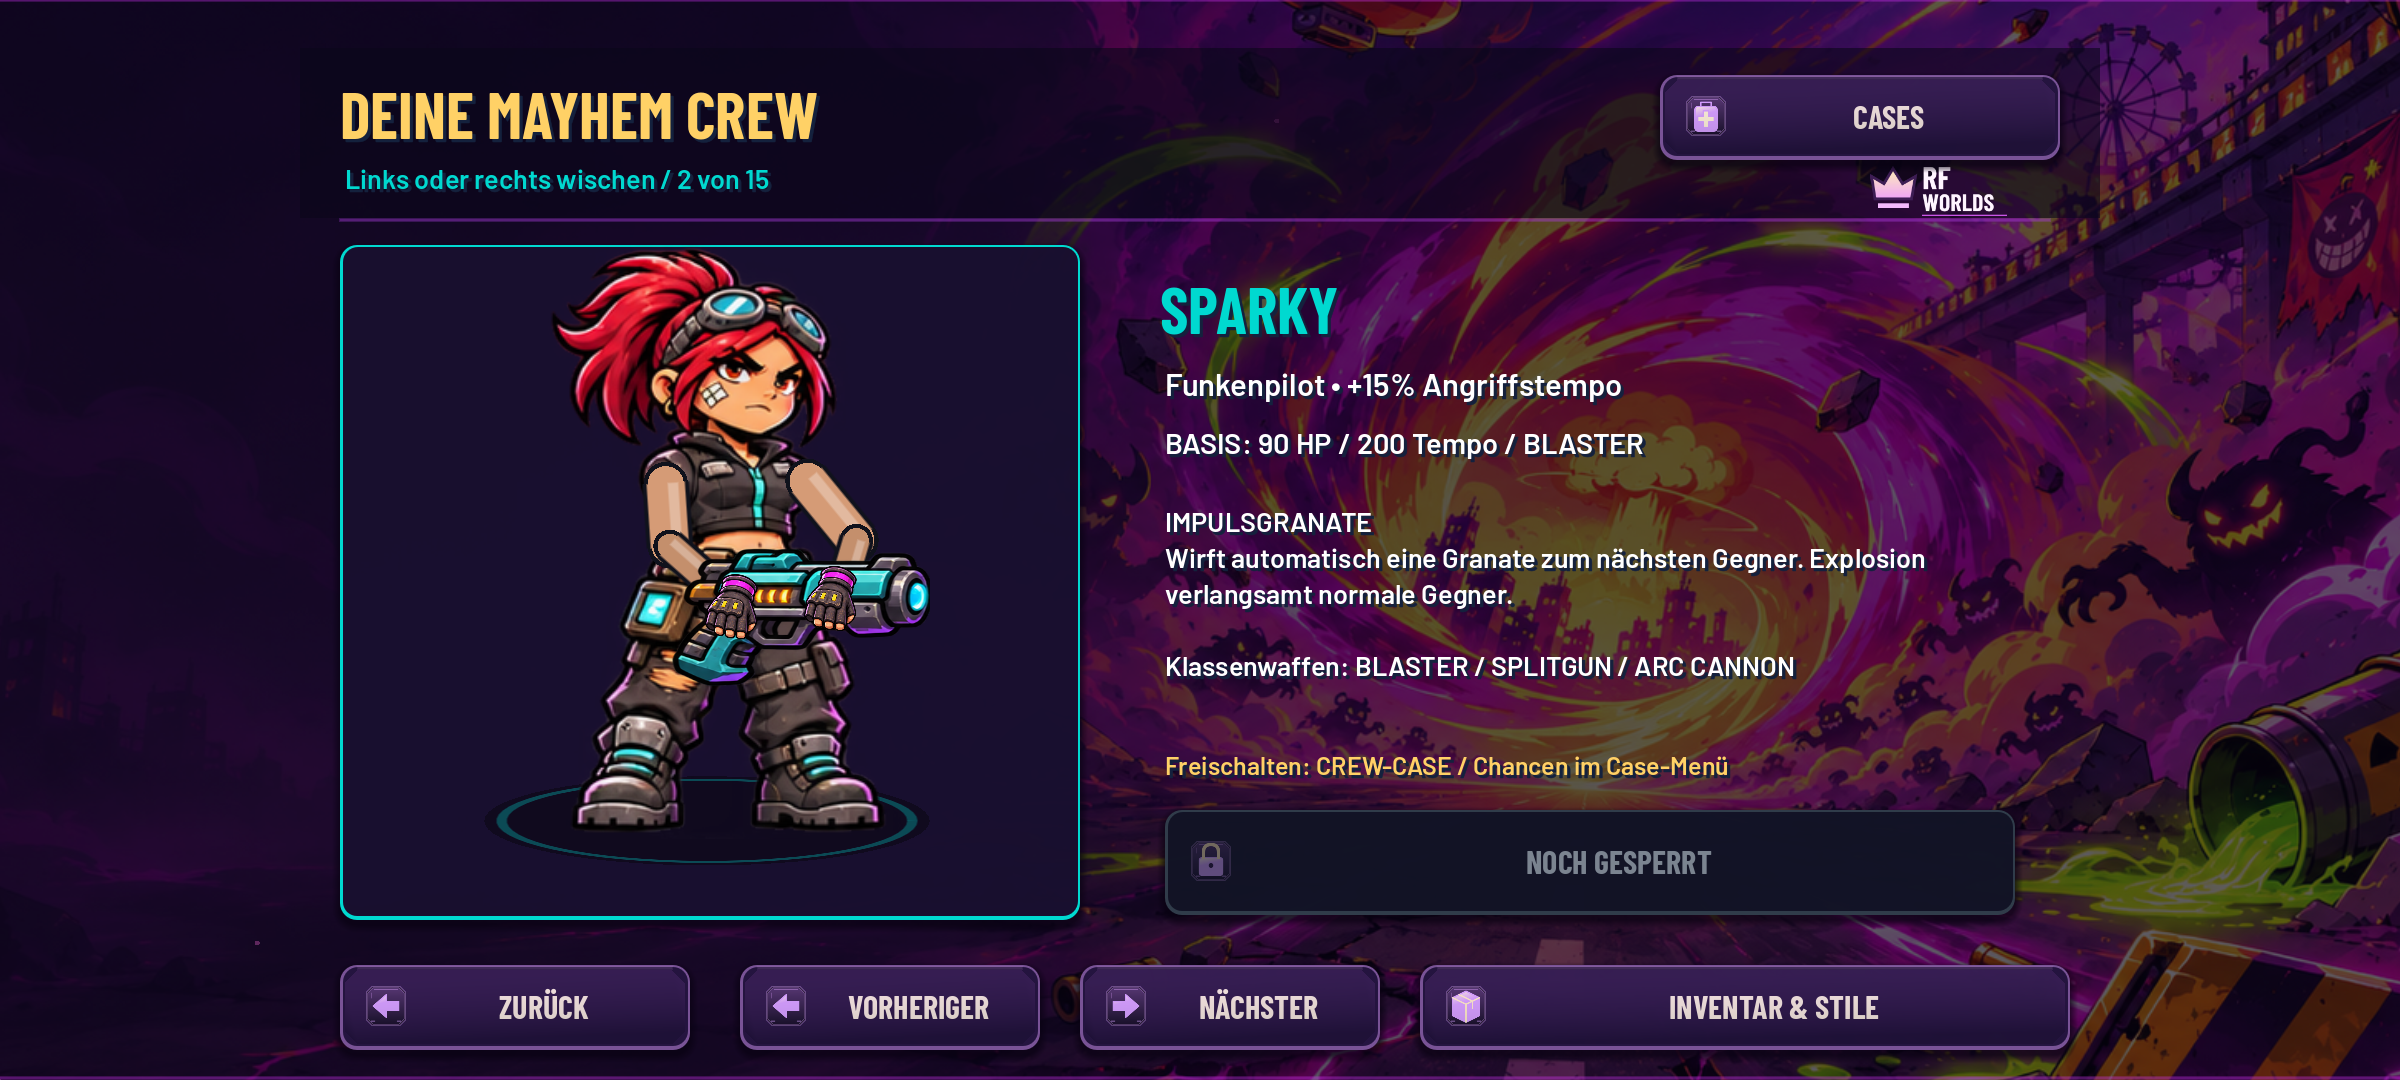 DEINE MAYHEM CREW
CASES
Links oder rechts wischen / 2 von 15
RF
WORLDS
SPARKY
Funkenpilot • +15% Angriffstempo
BASIS: 90 HP / 200 Tempo / BLASTER
IMPULSGRANATE
Wirft automatisch eine Granate zum nächsten Gegner. Explosion
verlangsamt normale Gegner.
Klassenwaffen: BLASTER / SPLITGUN / ARC CANNON
Freischalten: CREW-CASE / Chancen im Case-Menü
NOCH GESPERRT
ZURÜCK
VORHERIGER
NÄCHSTER
INVENTAR & STILE